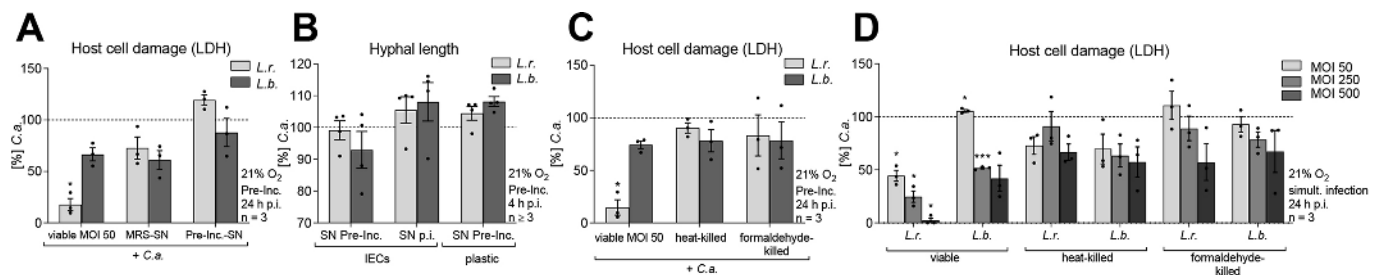 A
Host cell damage (LDH)
L.r.
L.b.
[%] C.a.
150
100
50
0
21% O2
Pre-Inc.
24 h p.i.
n = 3
viable MOI 50
MRS-SN
Pre-Inc.-SN
+ C.a.
B
Hyphal length
L.r.
L.b.
[%] C.a.
120
110
100
90
80
70
21% O2
Pre-Inc.
4 h p.i.
n ≥ 3
SN Pre-Inc.
SN p.i.
SN Pre-Inc.
IECs
plastic
C
Host cell damage (LDH)
L.r.
L.b.
[%] C.a.
150
100
50
0
21% O2
Pre-Inc.
24 h p.i.
n = 3
viable MOI 50
heat-killed
formaldehyde-
killed
+ C.a.
D
Host cell damage (LDH)
MOI 50
MOI 250
MOI 500
[%] C.a.
150
100
50
0
21% O2
simult. infection
24 h p.i.
n = 3
L.r.
L.b.
L.r.
L.b.
L.r.
L.b.
viable
heat-killed
formaldehyde-
killed